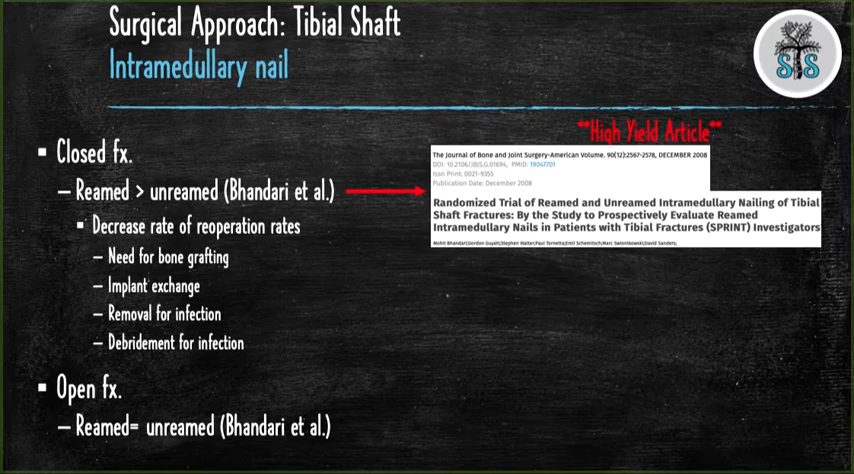 Surgical Approach: Tibial Shaft
Intramedullary nail
STS
**High Yield Article**
▪ Closed fx.
– Reamed > unreamed (Bhandari et al.)
The Journal of Bone and Joint Surgery-American Volume. 90(12):2567-2578, DECEMBER 2008
DOI: 10.2106/JBJS.G.01694, PMID: 19047701
Issn Print: 0021-9355
Publication Date: December 2008
Randomized Trial of Reamed and Unreamed Intramedullary Nailing of Tibial
Shaft Fractures: By the Study to Prospectively Evaluate Reamed
Intramedullary Nails in Patients with Tibial Fractures (SPRINT) Investigators
Mohit Bhandari;Gordon Guyatt;Stephen Walter;Paul Tornetta;Emil Schemitsch;Marc Swiontkowski;David Sanders;
▪ Decrease rate of reoperation rates
– Need for bone grafting
– Implant exchange
– Removal for infection
– Debridement for infection
▪ Open fx.
– Reamed= unreamed (Bhandari et al.)